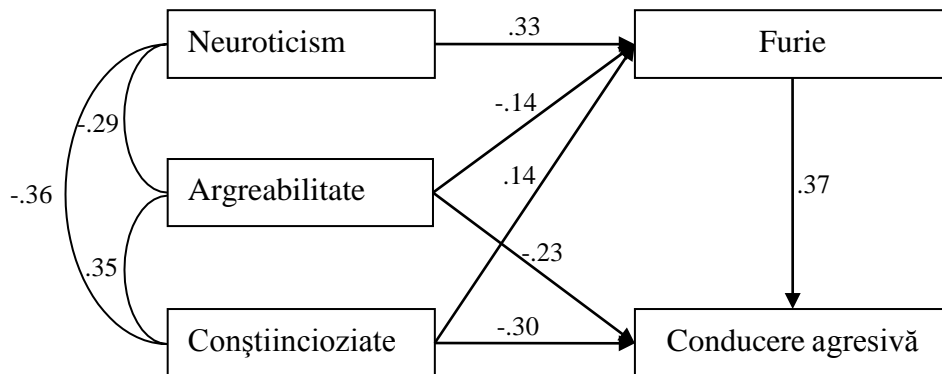 Neuroticism
.33
Furie
-.29
-.14
-.36
Argreabilitate
.14
.37
.35
-.23
Conştiincioziate
-.30
Conducere agresivă